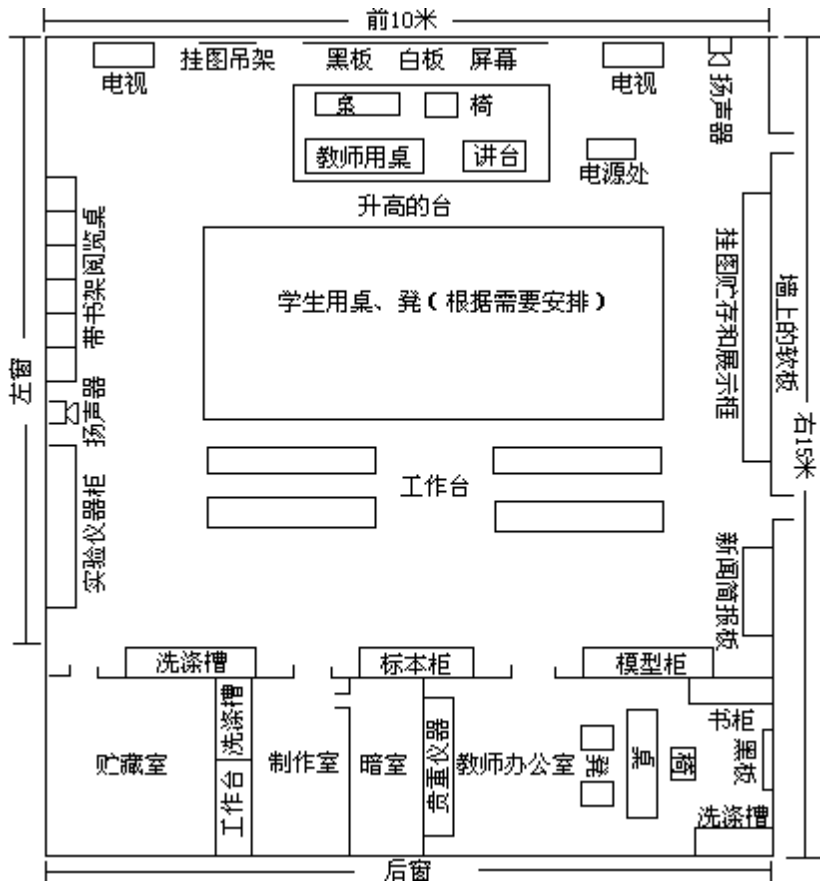 前10米
电视
挂图吊架
黑板
白板
屏幕
电视
扬声器
桌
椅
教师用桌
讲台
电源处
升高的台
带书架阅览桌
学生用桌、凳(根据需要安排)
挂图贮存和展示框
墙上的软板
左窗
扬声器
右15米
工作台
实验仪器柜
新闻简报板
洗涤槽
标本柜
模型柜
贮藏室
洗涤槽
工作台
制作室
暗室
贵重仪器
教师办公室
凳
桌
椅
书柜
黑板
洗涤槽
后窗